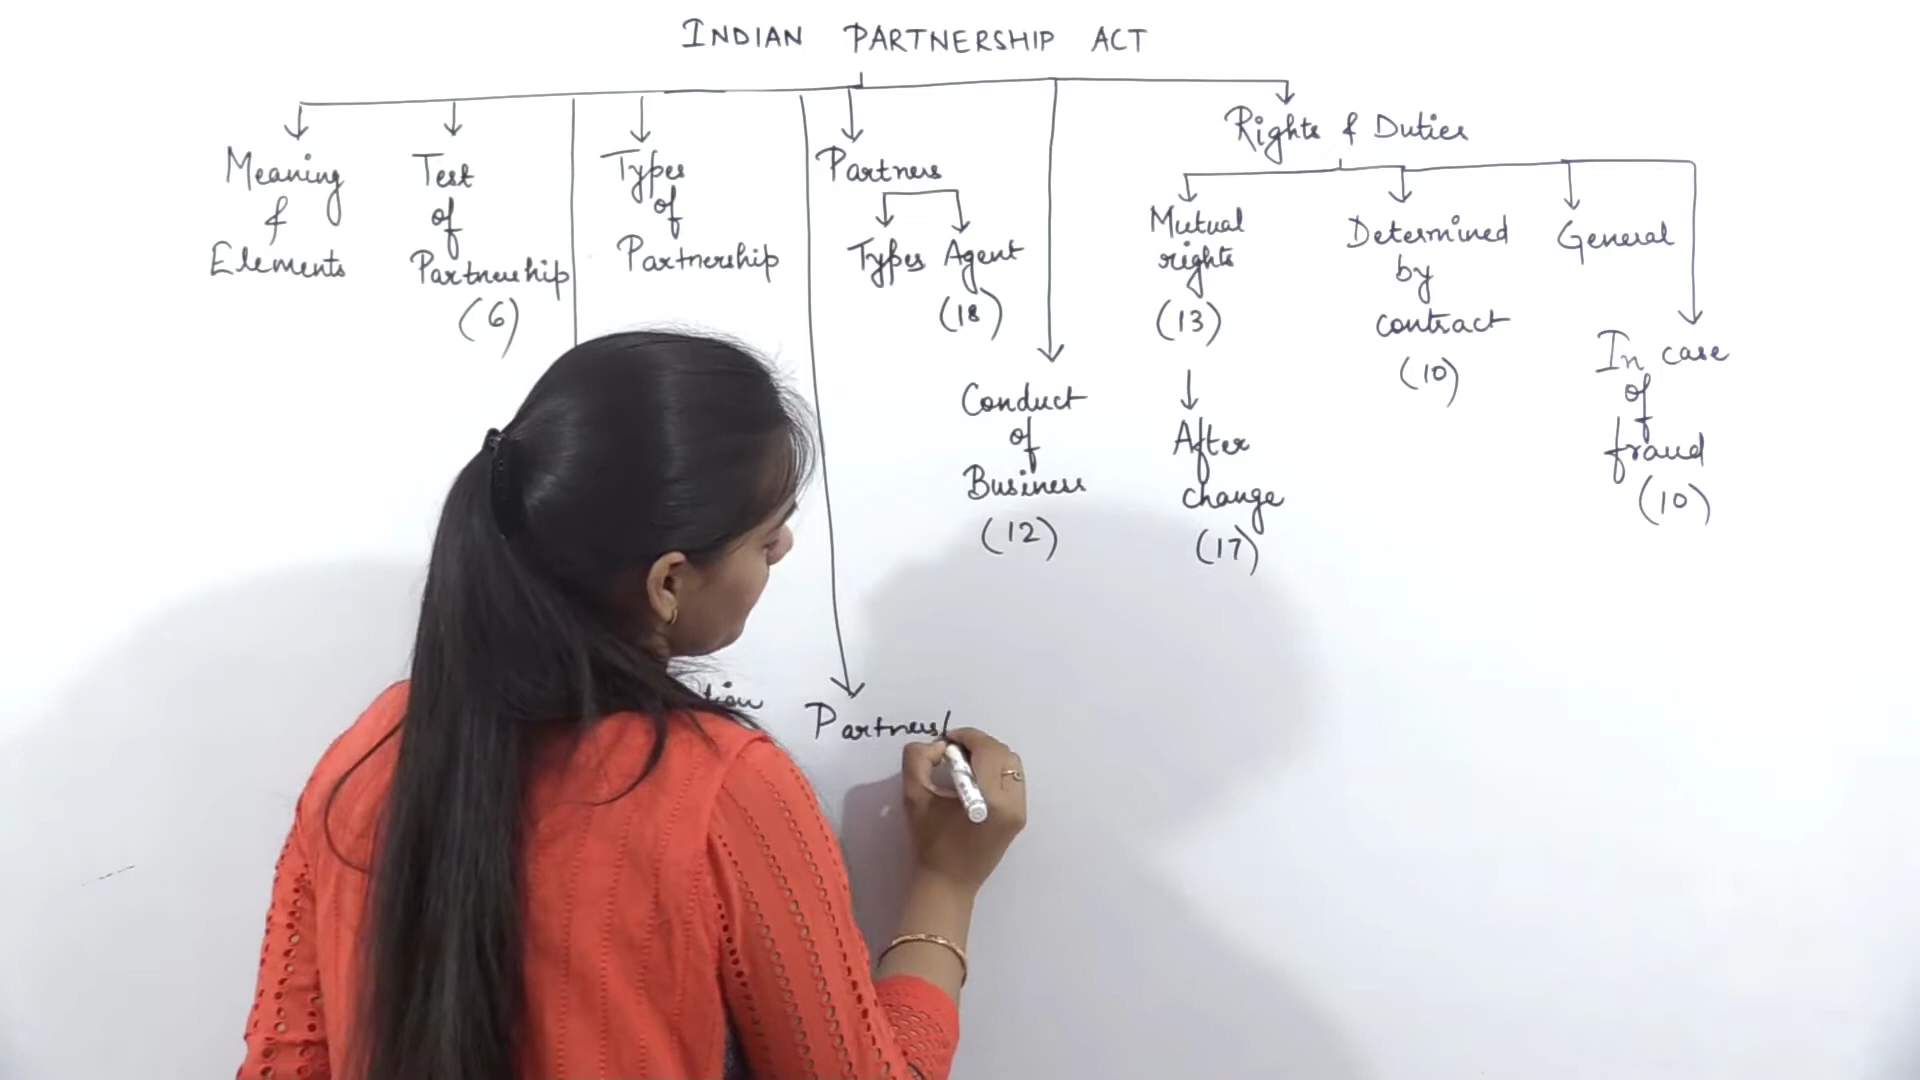 INDIAN PARTNERSHIP ACT
Meaning
&
Elements
Test
of
Partnership
(6)
Types
of
Partnership
Partners
Types
Agent
(18)
Conduct
of
Business
(12)
Rights & Duties
Mutual
rights
(13)
After
change
(17)
Determined
by
contract
(10)
General
In case
of
fraud
(10)
Partners